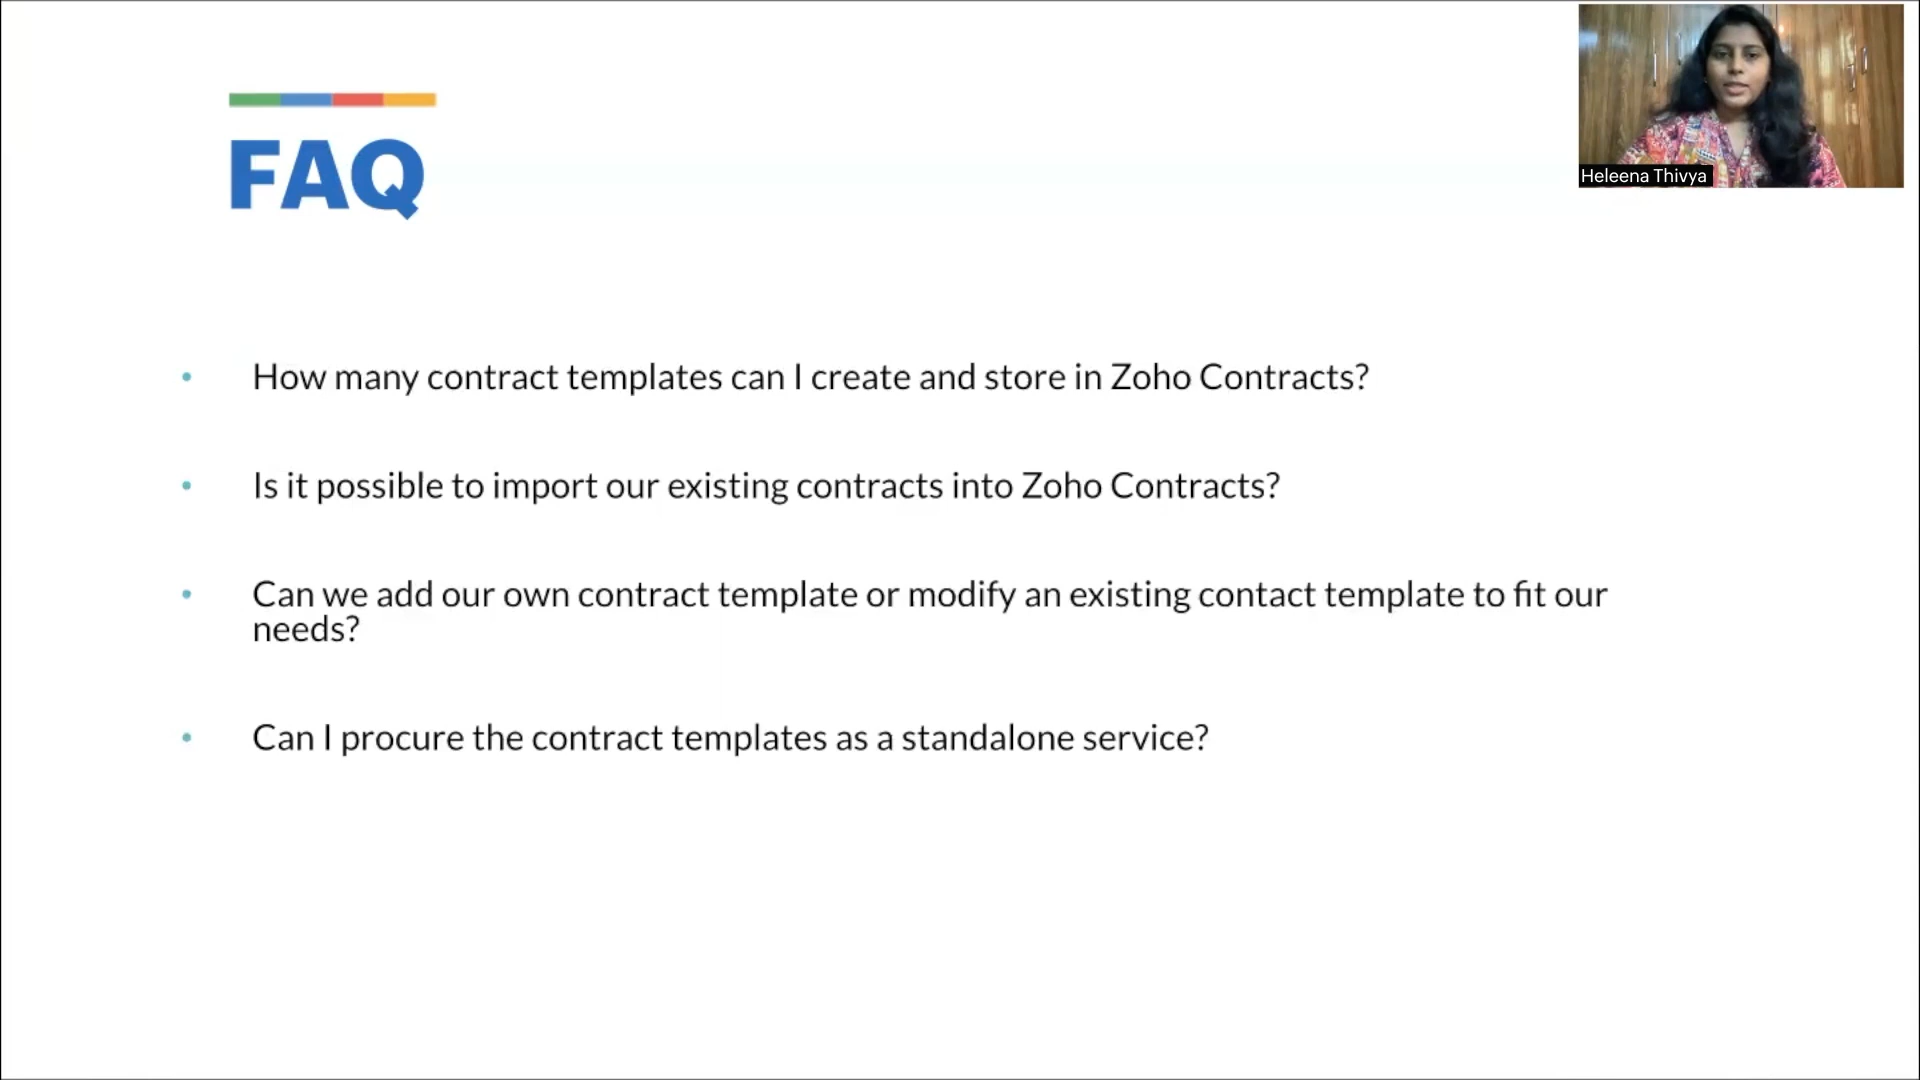 FAQ
Heleena Thivya
• How many contract templates can I create and store in Zoho Contracts?
• Is it possible to import our existing contracts into Zoho Contracts?
• Can we add our own contract template or modify an existing contact template to fit our
needs?
• Can I procure the contract templates as a standalone service?